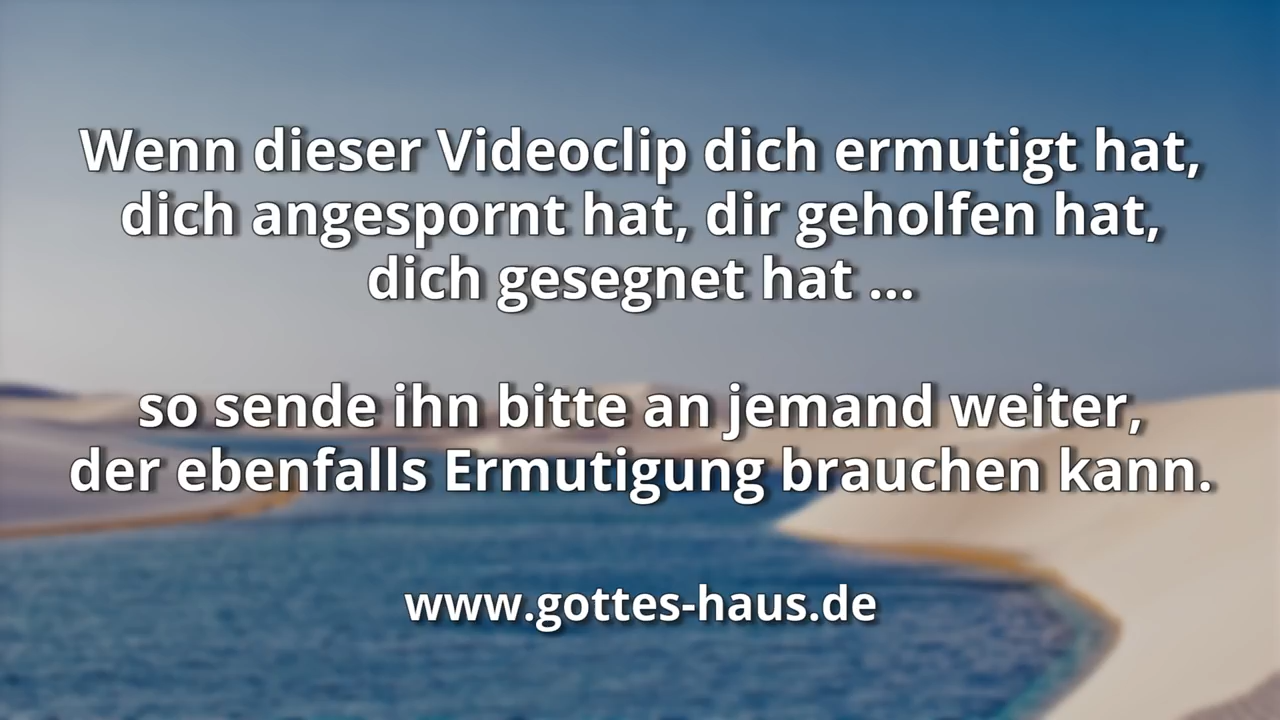 Wenn dieser Videoclip dich ermutigt hat,
dich angespornt hat, dir geholfen hat,
dich gesegnet hat ...
so sende ihn bitte an jemand weiter,
der ebenfalls Ermutigung brauchen kann.
www.gottes-haus.de